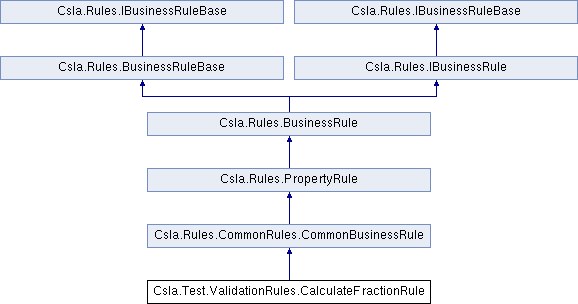 Csla.Rules.IBusinessRuleBase
Csla.Rules.IBusinessRuleBase
Csla.Rules.BusinessRuleBase
Csla.Rules.IBusinessRule
Csla.Rules.BusinessRule
Csla.Rules.PropertyRule
Csla.Rules.CommonRules.CommonBusinessRule
Csla.Test.ValidationRules.CalculateFractionRule